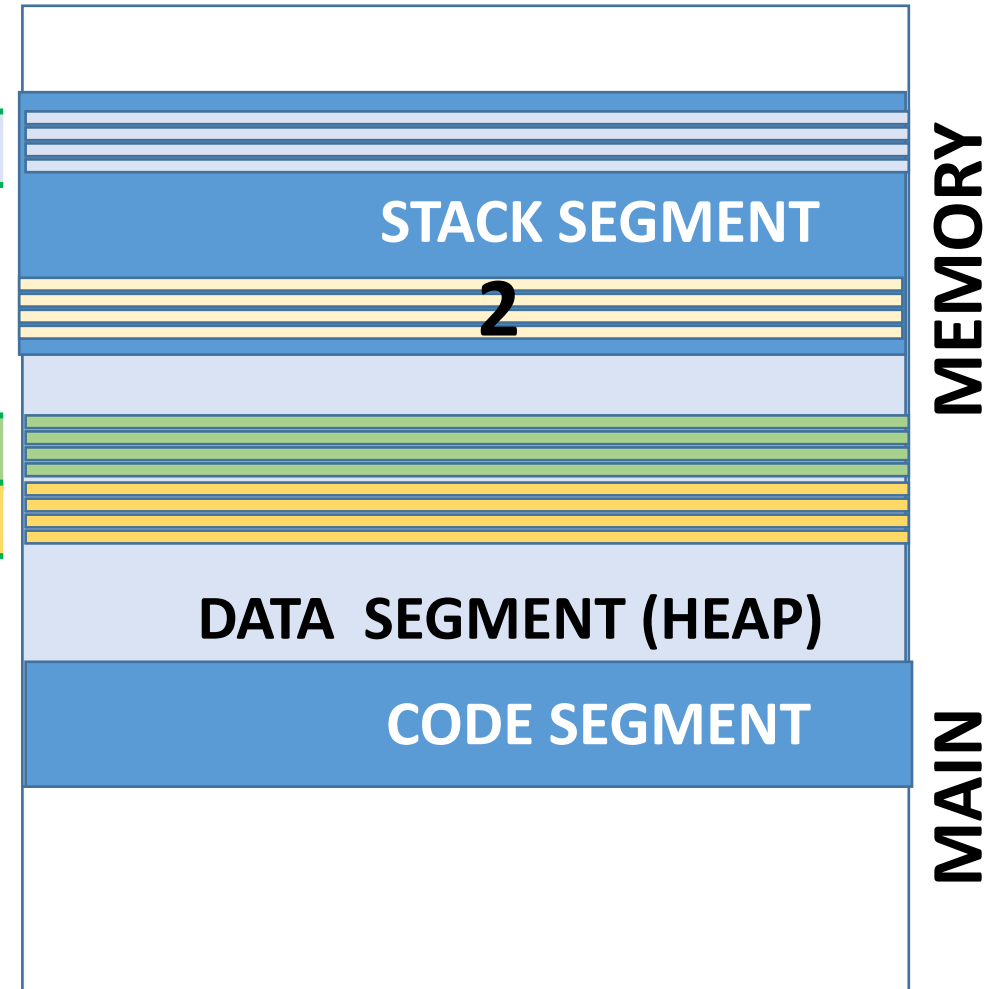 STACK SEGMENT
2
DATA SEGMENT (HEAP)
CODE SEGMENT
MAIN MEMORY